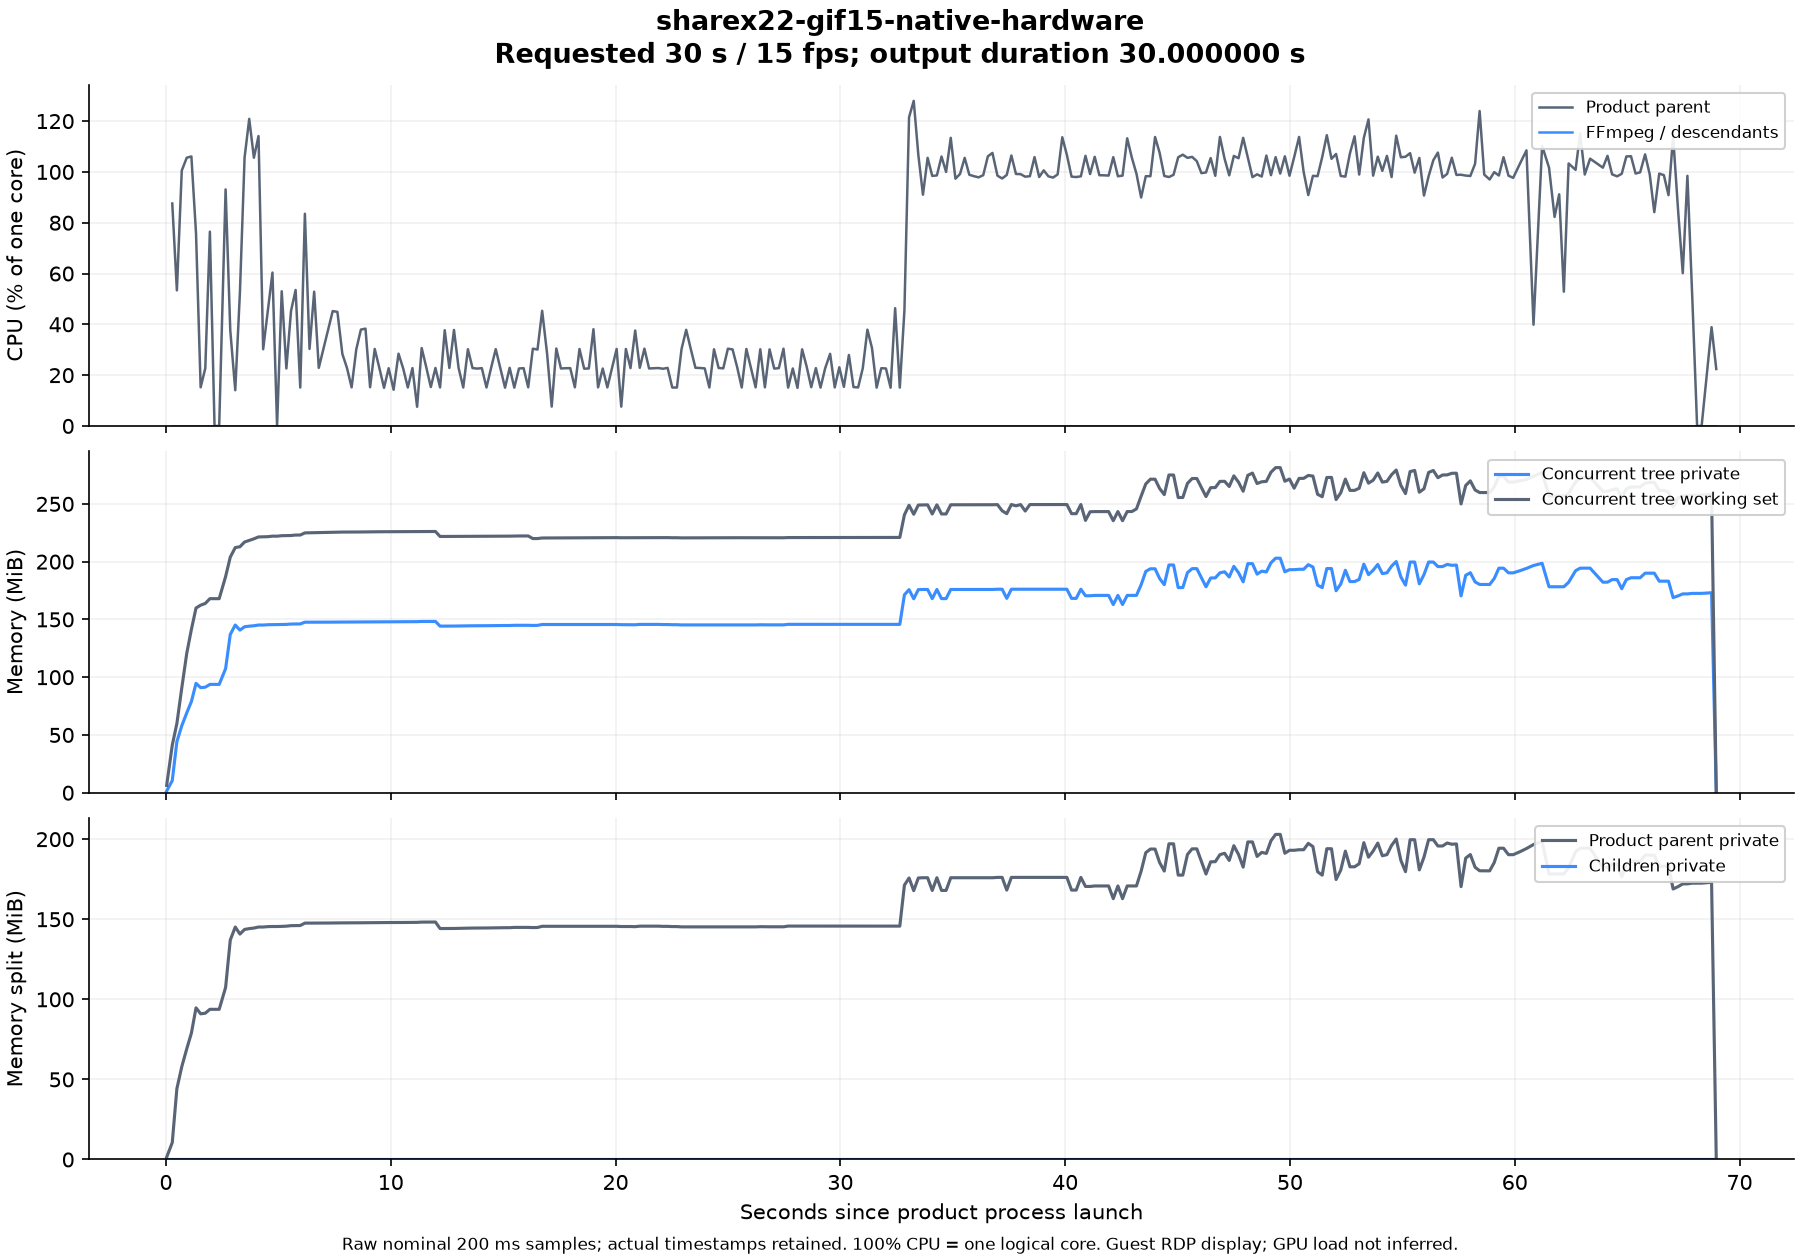 sharex22-gif15-native-hardware
Requested 30 s / 15 fps; output duration 30.000000 s
CPU (% of one core)
120
100
80
60
40
20
0
Product parent
FFmpeg / descendants
Memory (MiB)
250
200
150
100
50
0
Concurrent tree private
Concurrent tree working set
Memory split (MiB)
200
150
100
50
0
Product parent private
Children private
0 10 20 30 40 50 60 70
Seconds since product process launch
Raw nominal 200 ms samples; actual timestamps retained. 100% CPU = one logical core. Guest RDP display; GPU load not inferred.